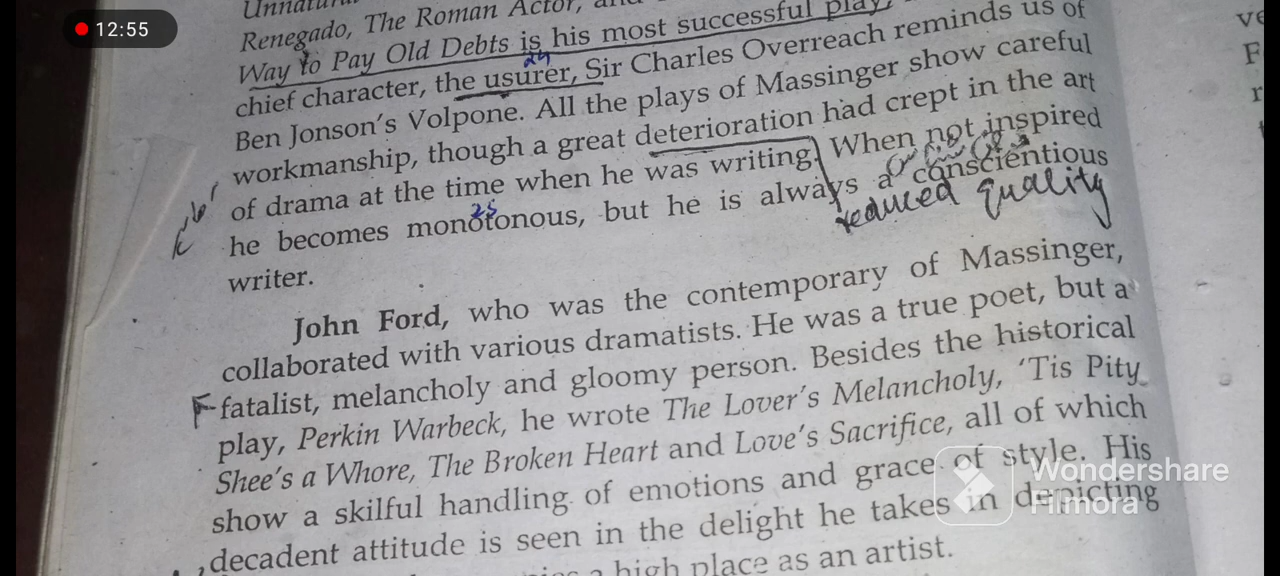 12:55
Unnatural
Renegado, The Roman Actor, and
Way to Pay Old Debts is his most successful play,
chief character, the usurer, Sir Charles Overreach reminds us of
Ben Jonson's Volpone. All the plays of Massinger show careful
workmanship, though a great deterioration had crept in the art
of drama at the time when he was writing. When not inspired
he becomes monotonous, but he is always a conscientious
reduced quality
writer.
John Ford, who was the contemporary of Massinger,
collaborated with various dramatists. He was a true poet, but a
fatalist, melancholy and gloomy person. Besides the historical
play, Perkin Warbeck, he wrote The Lover's Melancholy, 'Tis Pity
Shee's a Whore, The Broken Heart and Love's Sacrifice, all of which
show a skilful handling of emotions and grace of style. His
decadent attitude is seen in the delight he takes in depicting
a high place as an artist.
Wondershare
Filmora